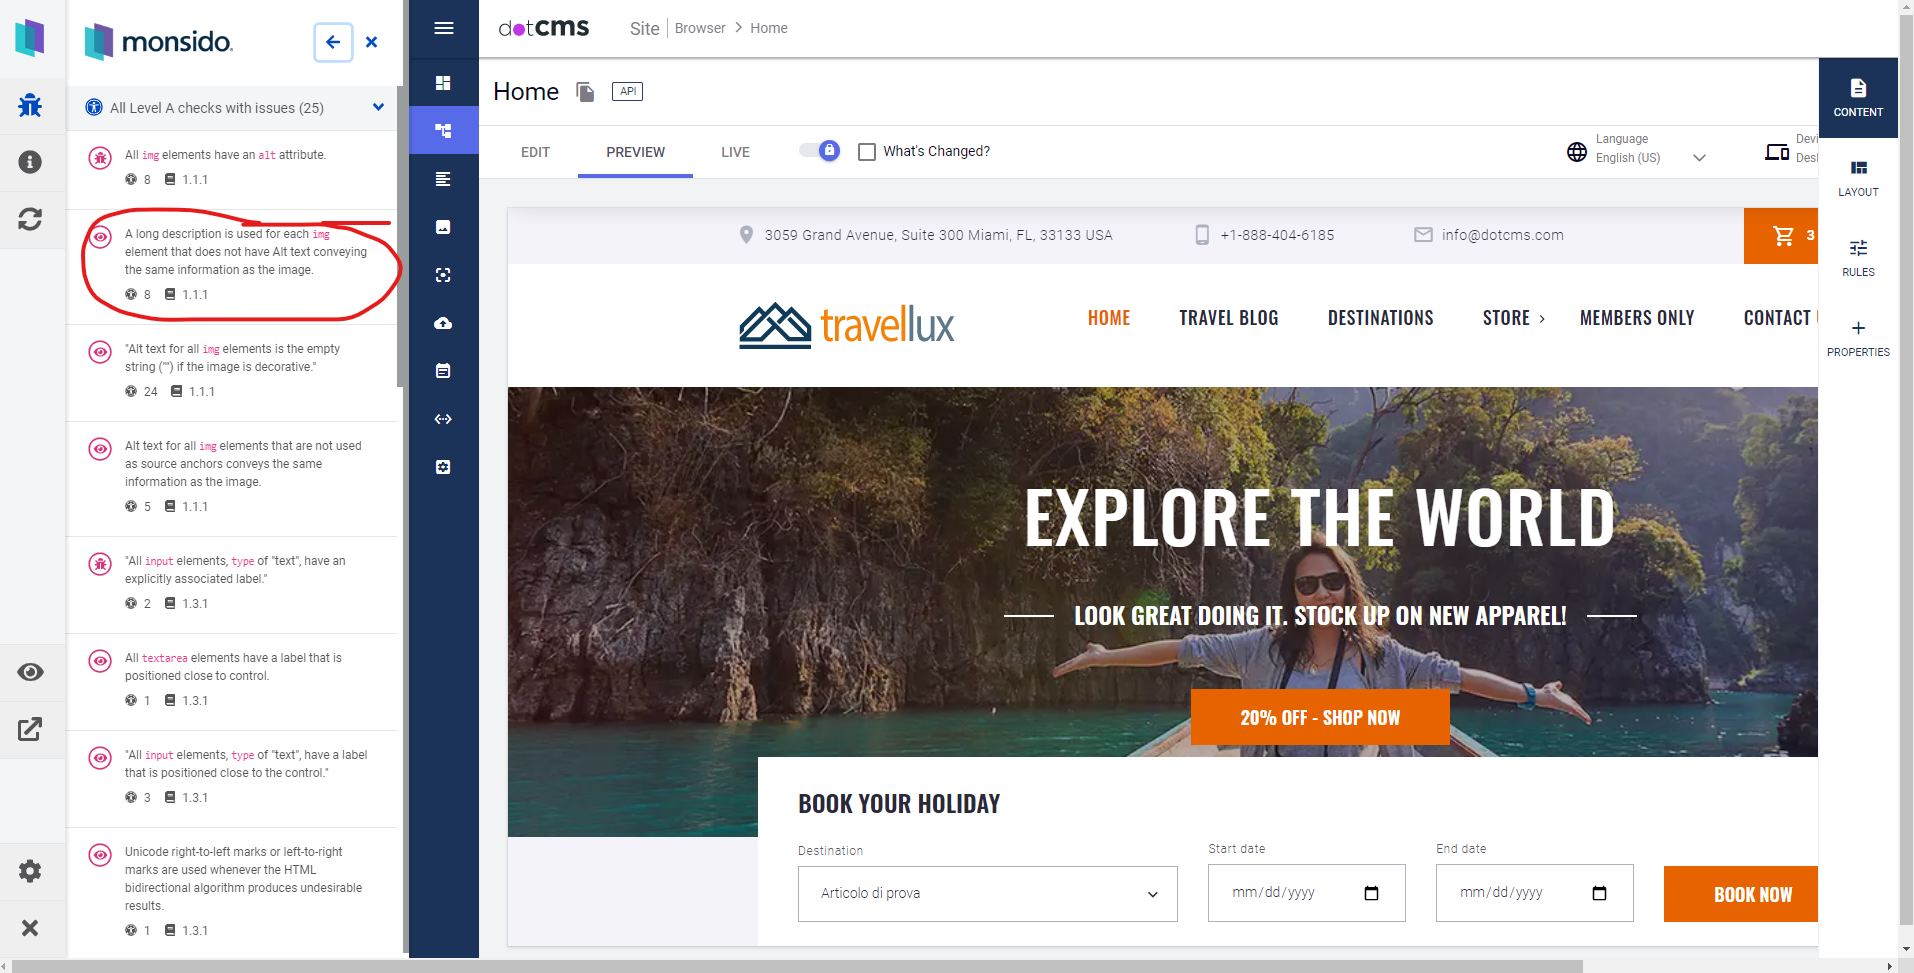 monsido
All Level A checks with issues (25)
All img elements have an alt attribute.
8 1.1.1
A long description is used for each img
element that does not have Alt text conveying
the same information as the image.
8 1.1.1
"Alt text for all img elements is the empty
string ("") if the image is decorative."
24 1.1.1
Alt text for all img elements that are not used
as source anchors conveys the same
information as the image.
5 1.1.1
"All input elements, type of "text", have an
explicitly associated label."
2 1.3.1
All textarea elements have a label that is
positioned close to control.
1 1.3.1
"All input elements, type of "text", have a label
that is positioned close to the control."
3 1.3.1
Unicode right-to-left marks or left-to-right
marks are used whenever the HTML
bidirectional algorithm produces undesirable
results.
1 1.3.1
dotcms
Site Browser Home
Home API
EDIT PREVIEW LIVE What's Changed?
Language
English (US)
Devi
Desl
CONTENT
LAYOUT
RULES
PROPERTIES
3059 Grand Avenue, Suite 300 Miami, FL, 33133 USA +1-888-404-6185 info@dotcms.com 3
travellux
HOME TRAVEL BLOG DESTINATIONS STORE MEMBERS ONLY CONTACT
EXPLORE THE WORLD
LOOK GREAT DOING IT. STOCK UP ON NEW APPAREL!
20% OFF - SHOP NOW
BOOK YOUR HOLIDAY
Destination Start date End date
Articolo di prova mm/dd/yyyy mm/dd/yyyy BOOK NOW